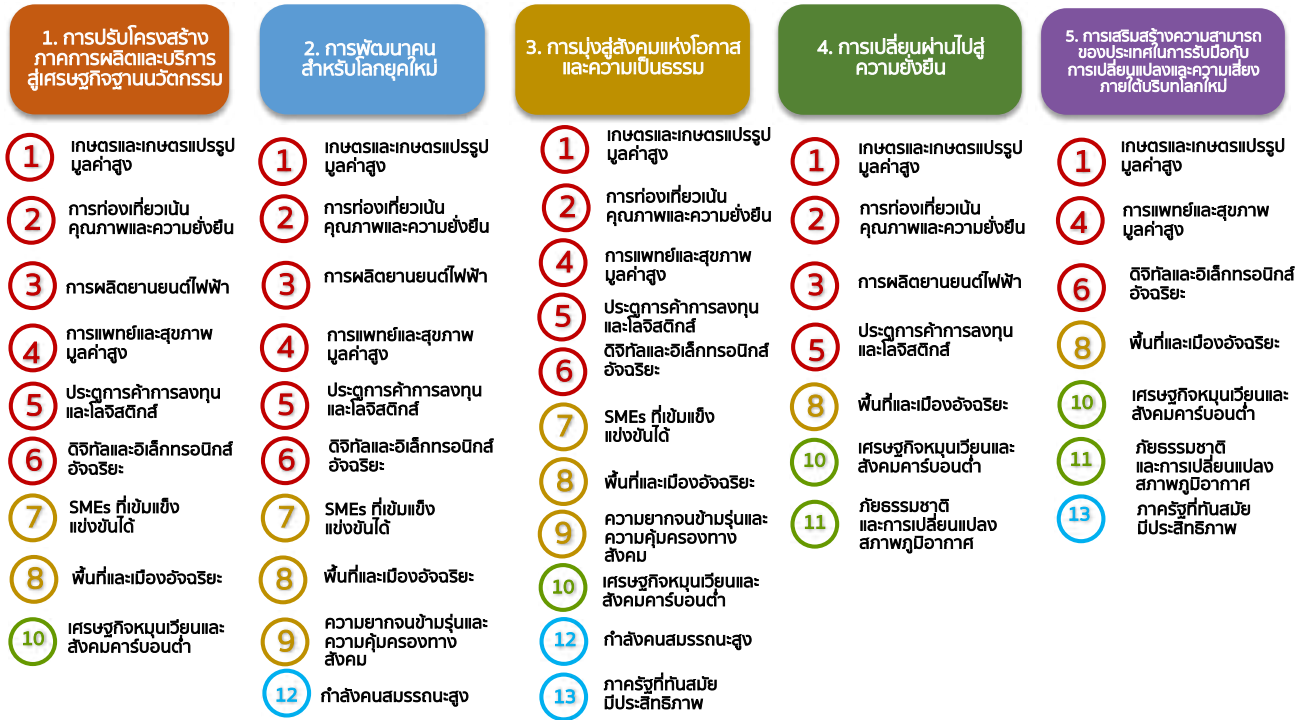 1. การปรับโครงสร้าง
ภาคการผลิตและบริการ
สู่เศรษฐกิจฐานนวัตกรรม
1
เกษตรและเกษตรแปรรูป
มูลค่าสูง
2
การท่องเที่ยวเน้น
คุณภาพและความยั่งยืน
3
การผลิตยานยนต์ไฟฟ้า
4
การแพทย์และสุขภาพ
มูลค่าสูง
5
ประตูการค้าการลงทุน
และโลจิสติกส์
6
ดิจิทัลและอิเล็กทรอนิกส์
อัจฉริยะ
7
SMEs ที่เข้มแข็ง
แข่งขันได้
8
พื้นที่และเมืองอัจฉริยะ
10
เศรษฐกิจหมุนเวียนและ
สังคมคาร์บอนต่ำ
2. การพัฒนาคน
สำหรับโลกยุคใหม่
1
เกษตรและเกษตรแปรรูป
มูลค่าสูง
2
การท่องเที่ยวเน้น
คุณภาพและความยั่งยืน
3
การผลิตยานยนต์ไฟฟ้า
4
การแพทย์และสุขภาพ
มูลค่าสูง
5
ประตูการค้าการลงทุน
และโลจิสติกส์
6
ดิจิทัลและอิเล็กทรอนิกส์
อัจฉริยะ
7
SMEs ที่เข้มแข็ง
แข่งขันได้
8
พื้นที่และเมืองอัจฉริยะ
9
ความยากจนข้ามรุ่นและ
ความคุ้มครองทาง
สังคม
12
กำลังคนสมรรถนะสูง
3. การมุ่งสู่สังคมแห่งโอกาส
และความเป็นธรรม
1
เกษตรและเกษตรแปรรูป
มูลค่าสูง
2
การท่องเที่ยวเน้น
คุณภาพและความยั่งยืน
4
การแพทย์และสุขภาพ
มูลค่าสูง
5
ประตูการค้าการลงทุน
และโลจิสติกส์
6
ดิจิทัลและอิเล็กทรอนิกส์
อัจฉริยะ
7
SMEs ที่เข้มแข็ง
แข่งขันได้
8
พื้นที่และเมืองอัจฉริยะ
9
ความยากจนข้ามรุ่นและ
ความคุ้มครองทาง
สังคม
10
เศรษฐกิจหมุนเวียนและ
สังคมคาร์บอนต่ำ
12
กำลังคนสมรรถนะสูง
13
ภาครัฐที่ทันสมัย
มีประสิทธิภาพ
4. การเปลี่ยนผ่านไปสู่
ความยั่งยืน
1
เกษตรและเกษตรแปรรูป
มูลค่าสูง
2
การท่องเที่ยวเน้น
คุณภาพและความยั่งยืน
3
การผลิตยานยนต์ไฟฟ้า
5
ประตูการค้าการลงทุน
และโลจิสติกส์
8
พื้นที่และเมืองอัจฉริยะ
10
เศรษฐกิจหมุนเวียนและ
สังคมคาร์บอนต่ำ
11
ภัยธรรมชาติ
และการเปลี่ยนแปลง
สภาพภูมิอากาศ
5. การเสริมสร้างความสามารถ
ของประเทศในการรับมือกับ
การเปลี่ยนแปลงและความเสี่ยง
ภายใต้บริบทโลกใหม่
1
เกษตรและเกษตรแปรรูป
มูลค่าสูง
4
การแพทย์และสุขภาพ
มูลค่าสูง
6
ดิจิทัลและอิเล็กทรอนิกส์
อัจฉริยะ
8
พื้นที่และเมืองอัจฉริยะ
10
เศรษฐกิจหมุนเวียนและ
สังคมคาร์บอนต่ำ
11
ภัยธรรมชาติ
และการเปลี่ยนแปลง
สภาพภูมิอากาศ
13
ภาครัฐที่ทันสมัย
มีประสิทธิภาพ